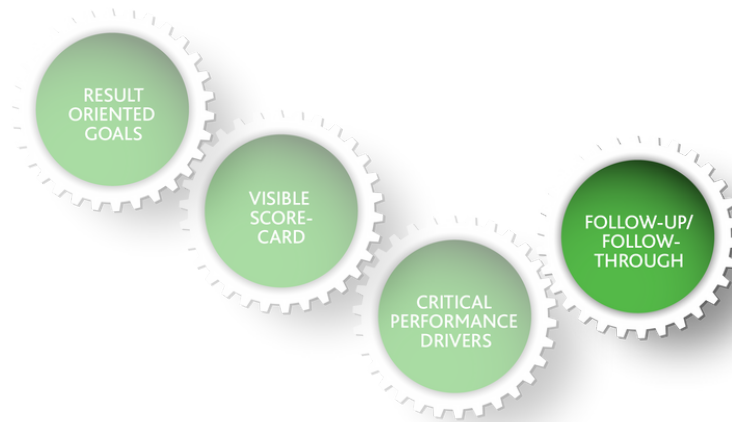 RESULT
ORIENTED
GOALS
VISIBLE
SCORE-
CARD
CRITICAL
PERFORMANCE
DRIVERS
FOLLOW-UP/
FOLLOW-
THROUGH